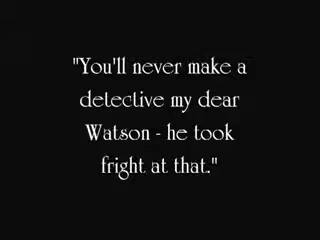 "You'll never make a
detective my dear
Watson - he took
fright at that."